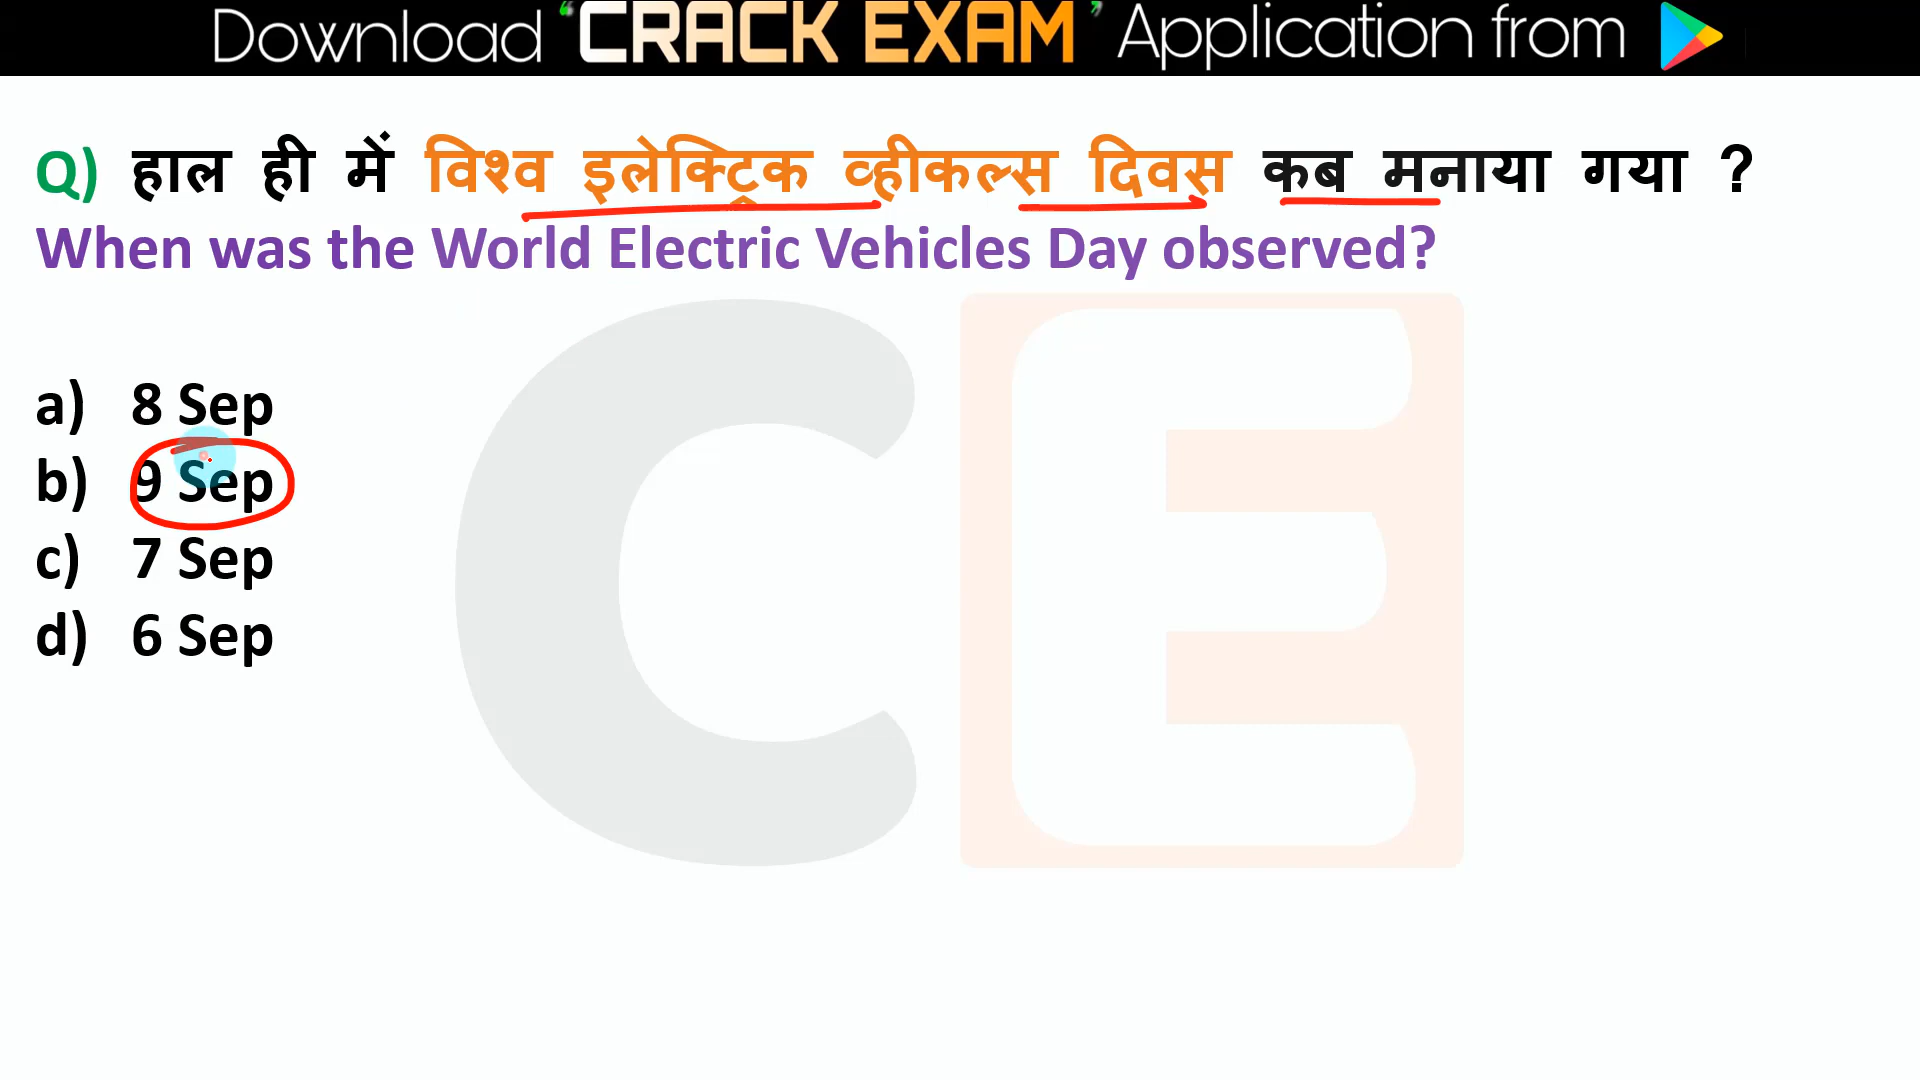 Download ‘CRACK EXAM’ Application from
Q) हाल ही में विश्व इलेक्ट्रिक व्हीकल्स दिवस कब मनाया गया ?
When was the World Electric Vehicles Day observed?
a) 8 Sep
b) 9 Sep
c) 7 Sep
d) 6 Sep
CE